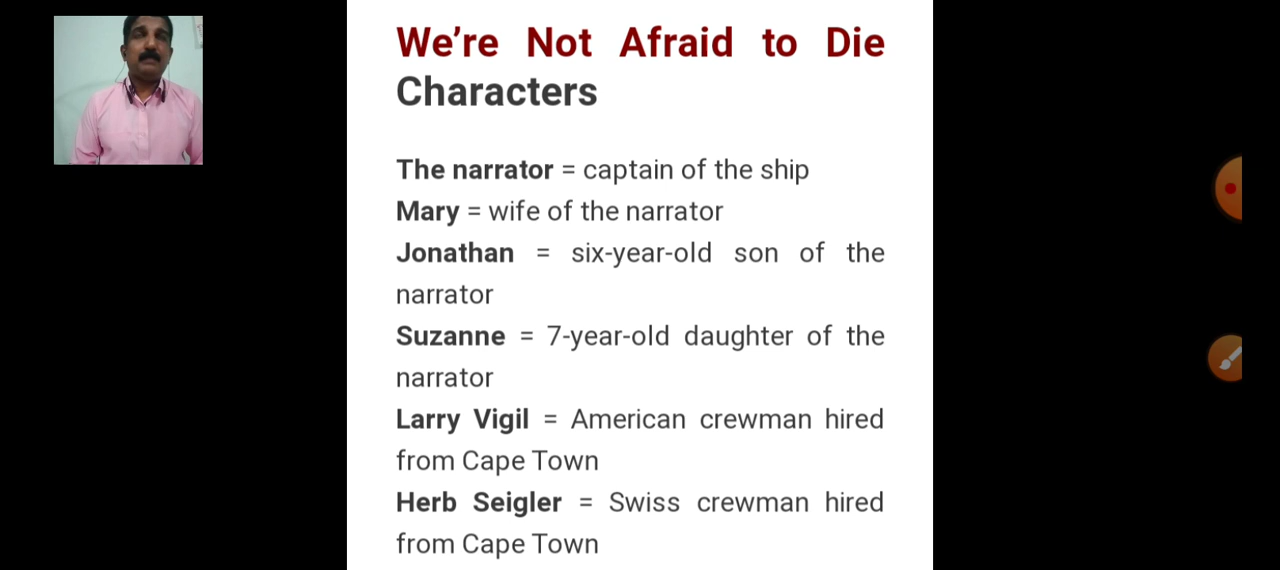 We’re Not Afraid to Die
Characters
The narrator = captain of the ship
Mary = wife of the narrator
Jonathan = six-year-old son of the
narrator
Suzanne = 7-year-old daughter of the
narrator
Larry Vigil = American crewman hired
from Cape Town
Herb Seigler = Swiss crewman hired
from Cape Town